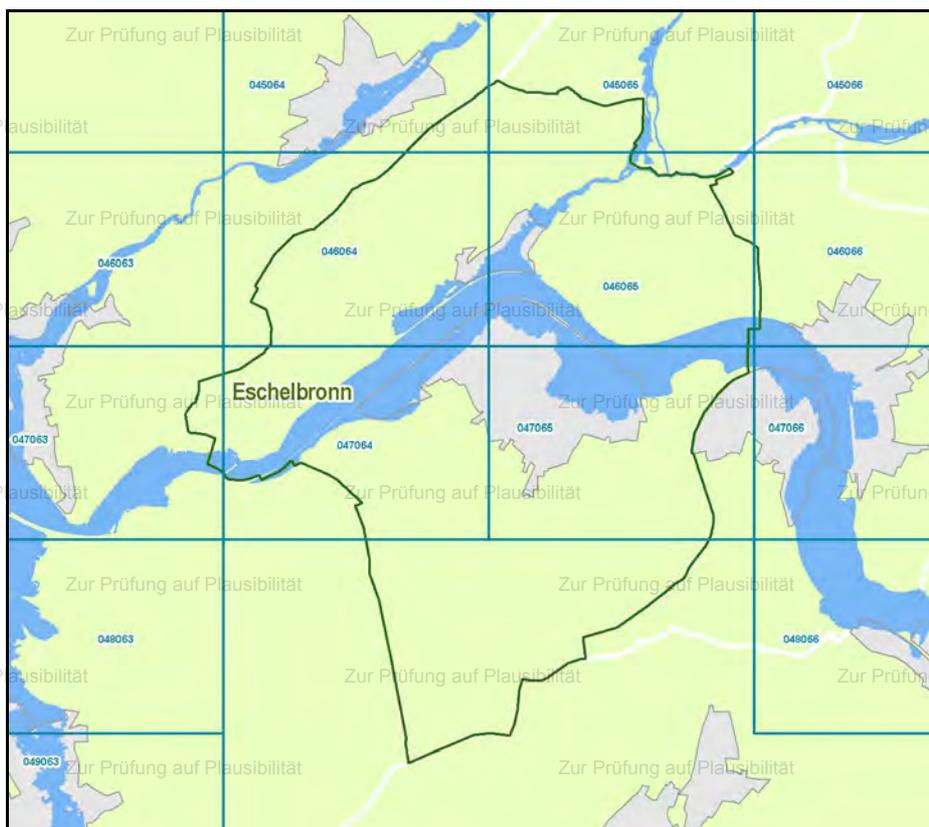 Zur Prüfung auf Plausibilität Zur Prüfung auf Plausibilität
045064 045065 045066
lausibilität Zur Prüfung auf Plausibilität Zur Prüfun
Zur Prüfung auf Plausibilität Zur Prüfung auf Plausibilität
046064 046066
046063
046065
lausibilität Zur Prüfung auf Plausibilität Zur Prüfun
Eschelbronn
Zur Prüfung auf Plausibilität Zur Prüfung auf Plausibilität
047063 047065 047066
047064
lausibilität Zur Prüfung auf Plausibilität Zur Prüfun
Zur Prüfung auf Plausibilität Zur Prüfung auf Plausibilität
048063 048066
lausibilität Zur Prüfung auf Plausibilität Zur Prüfun
049063
Zur Prüfung auf Plausibilität Zur Prüfung auf Plausibilität